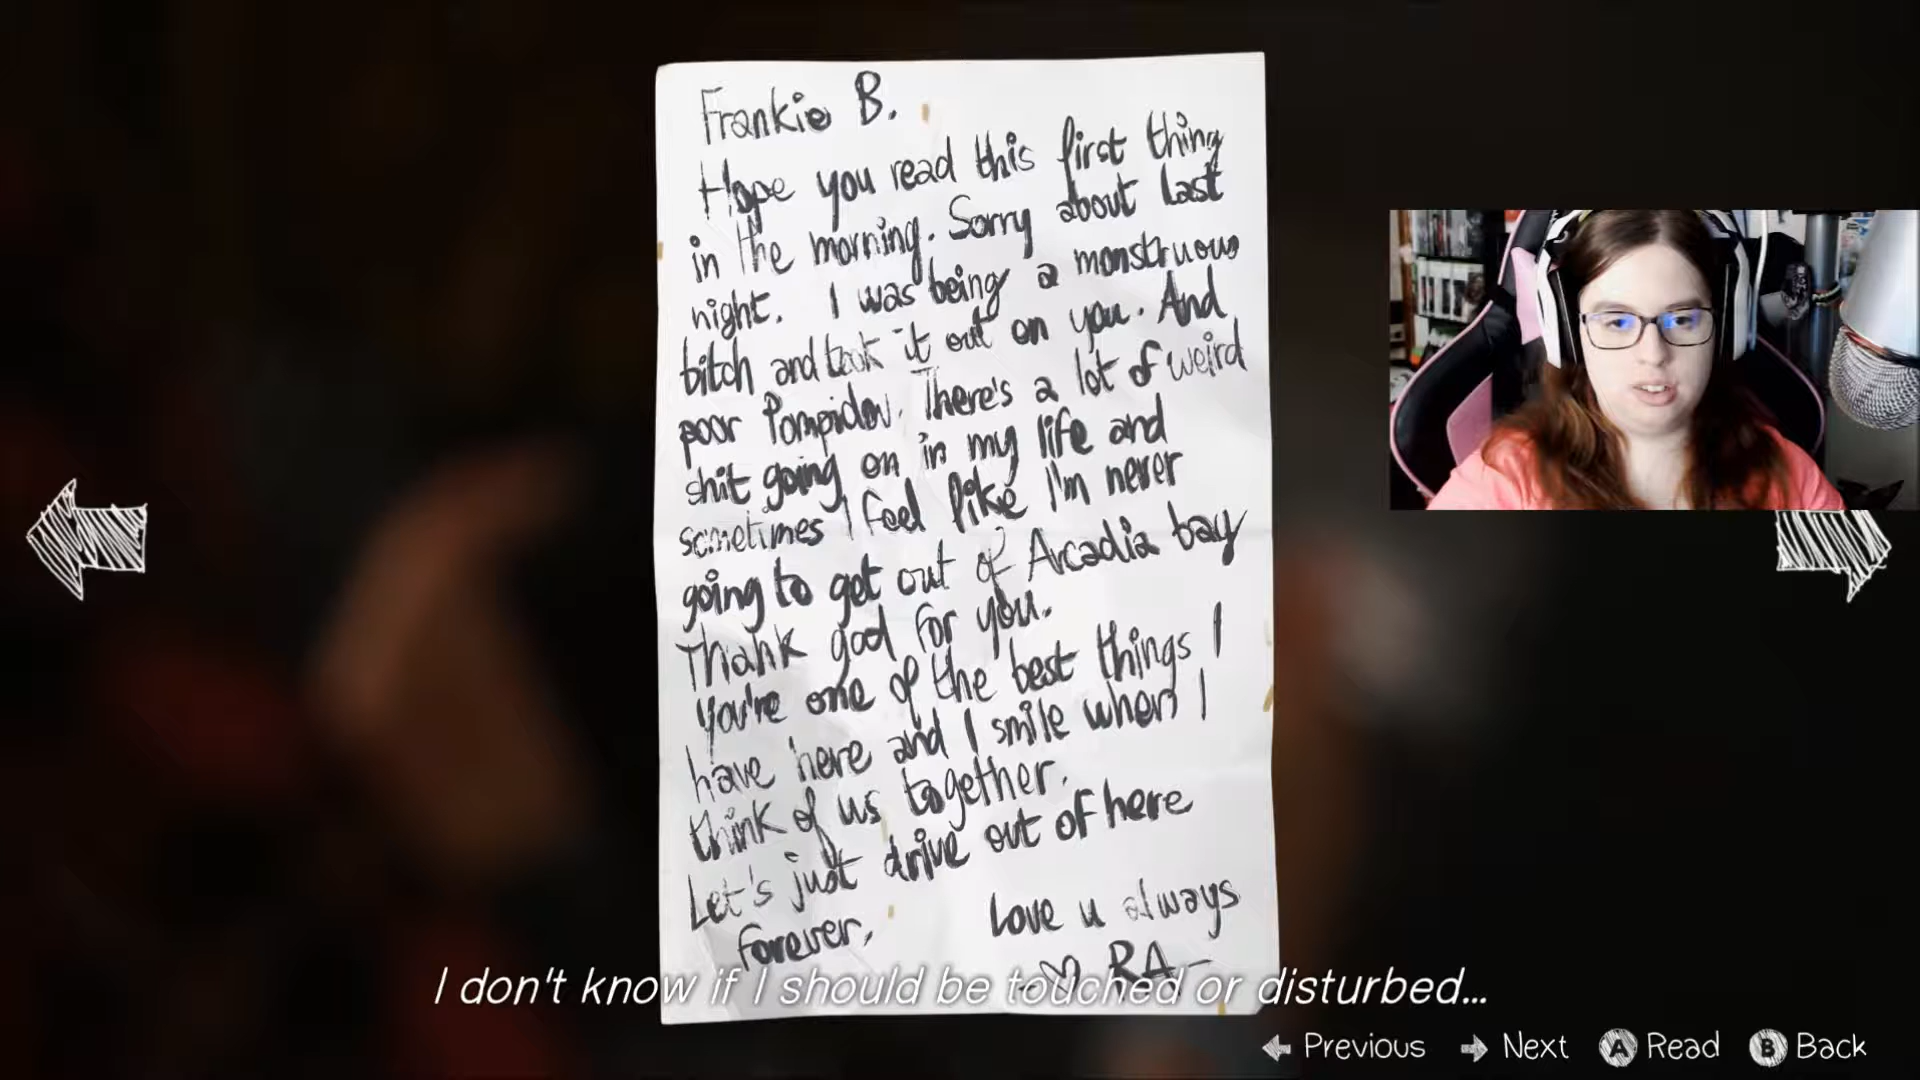 Frankie B.
Hope you read this first thing
in the morning. Sorry about last
night. I was being a monstruous
bitch and took it out on you. And
poor Pompidou. There's a lot of weird
shit going on in my life and
sometimes I feel like I'm never
going to get out of Arcadia bay
Thank god for you.
You're one of the best things I
have here and I smile when I
think of us together.
Let's just drive out of here
forever.
Love u always
-♡ RA-
I don't know if I should be touched or disturbed...
Previous Next A Read B Back